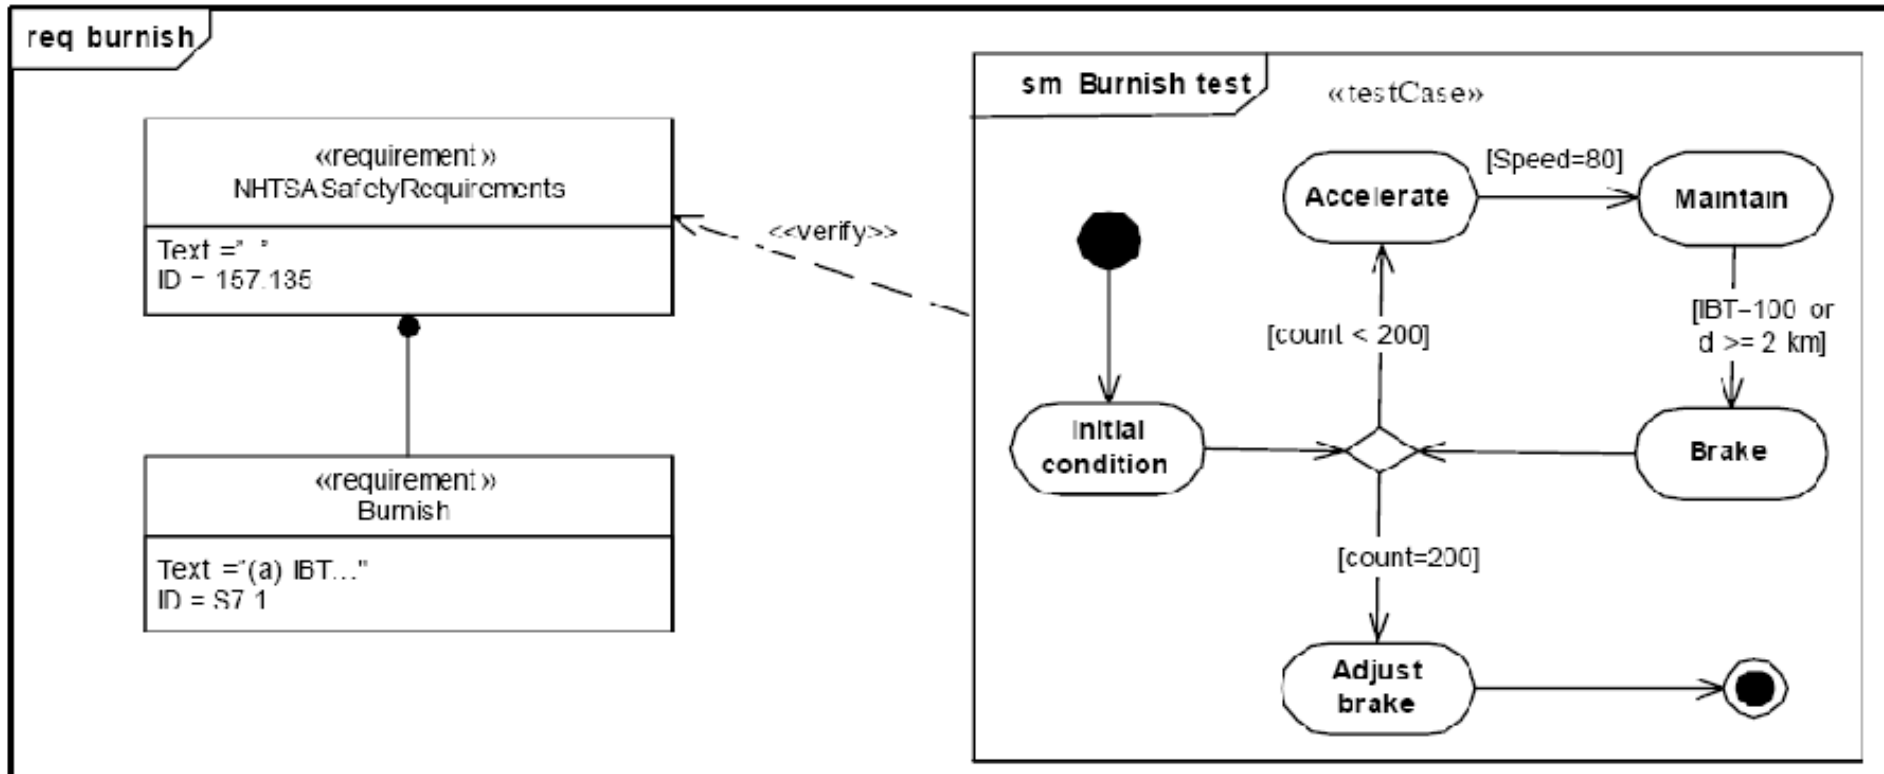 req burnish
«requirement»
NHTSASafetyRequirements
Text =" "
ID = 157.135
«requirement»
Burnish
Text ="(a) IBT..."
ID = S7 1
<<verify>>
sm Burnish test
«testCase»
Accelerate
[Speed=80]
Maintain
[count < 200]
[IBT=100 or
d >= 2 km]
Initial
condition
Brake
[count=200]
Adjust
brake